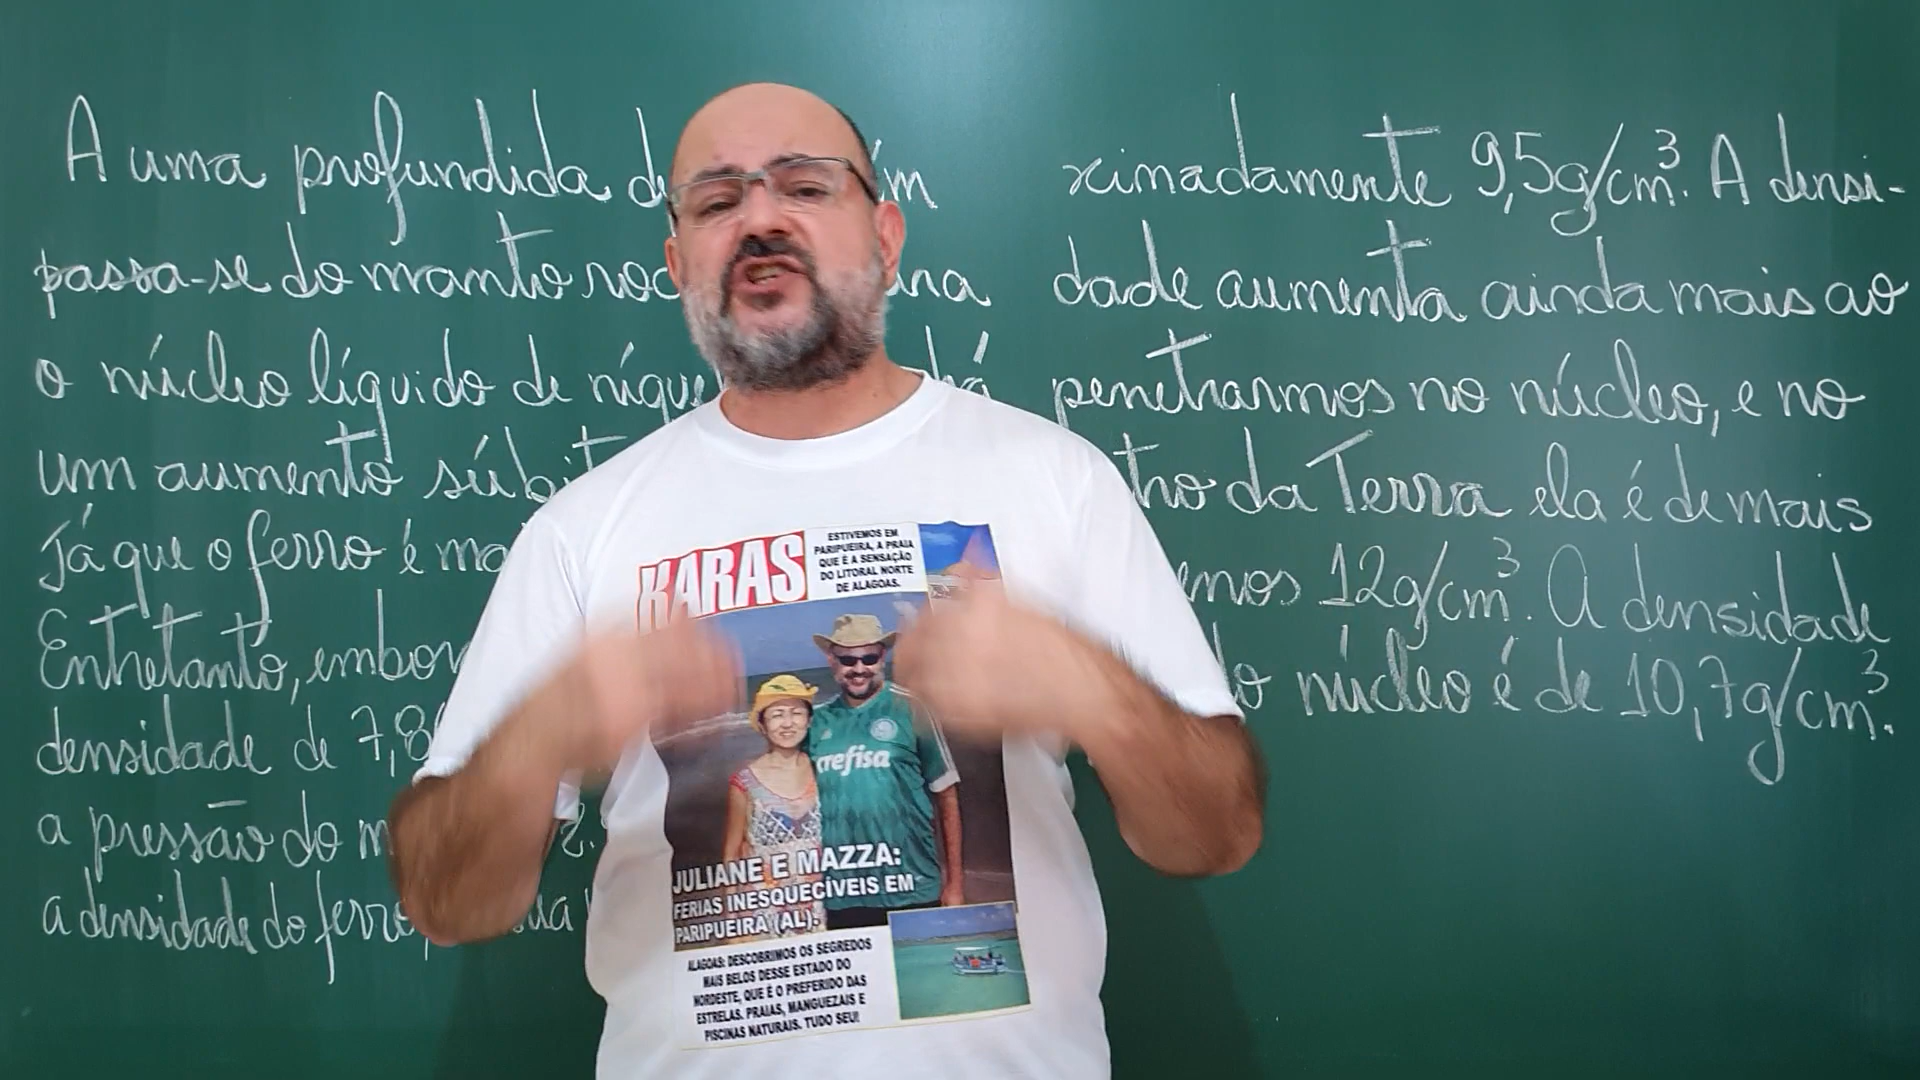 A uma profundida
passa-se do manto
o núcleo líquido de níque
um aumento súbit
Já que o ferro é ma
Entretanto, embor
densidade de 7,8
a pressão do m
a densidade do ferro,
ximadamente 9,5g/cm³. A densi-
dade aumenta ainda mais ao
penetrarmos no núcleo, e no
tro da Terra ela é de mais
enos 12g/cm³. A densidade
do núcleo é de 10,7g/cm³.
KARAS
ESTIVEMOS EM
PARIPUEIRA, A PRAIA
QUE É A SENSAÇÃO
DO LITORAL NORTE
DE ALAGOAS.
crefisa
JULIANE E MAZZA:
FERIAS INESQUECÍVEIS EM
PARIPUEIRA (AL):
ALAGOAS: DESCOBRIMOS OS SEGREDOS
MAIS BELOS DESSE ESTADO DO
NORDESTE, QUE É O PREFERIDO DAS
ESTRELAS. PRAIAS, MANGUEZAIS E
PISCINAS NATURAIS. TUDO SEU!